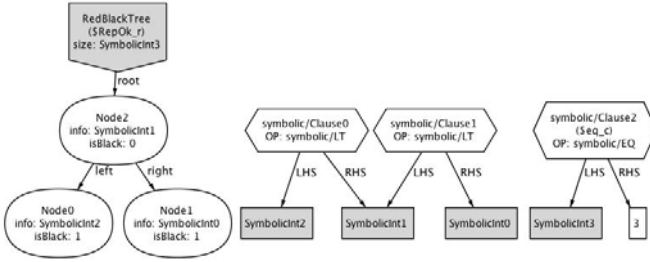 RedBlackTree
($RepOk_r)
size: SymbolicInt3
root
Node2
info: SymbolicInt1
isBlack: 0
left
right
Node0
info: SymbolicInt2
isBlack: 1
Node1
info: SymbolicInt0
isBlack: 1
symbolic/Clause0
OP: symbolic/LT
LHS
RHS
symbolic/Clause1
OP: symbolic/LT
LHS
RHS
SymbolicInt2
SymbolicInt1
SymbolicInt0
symbolic/Clause2
($eq_c)
OP: symbolic/EQ
LHS
RHS
SymbolicInt3
3